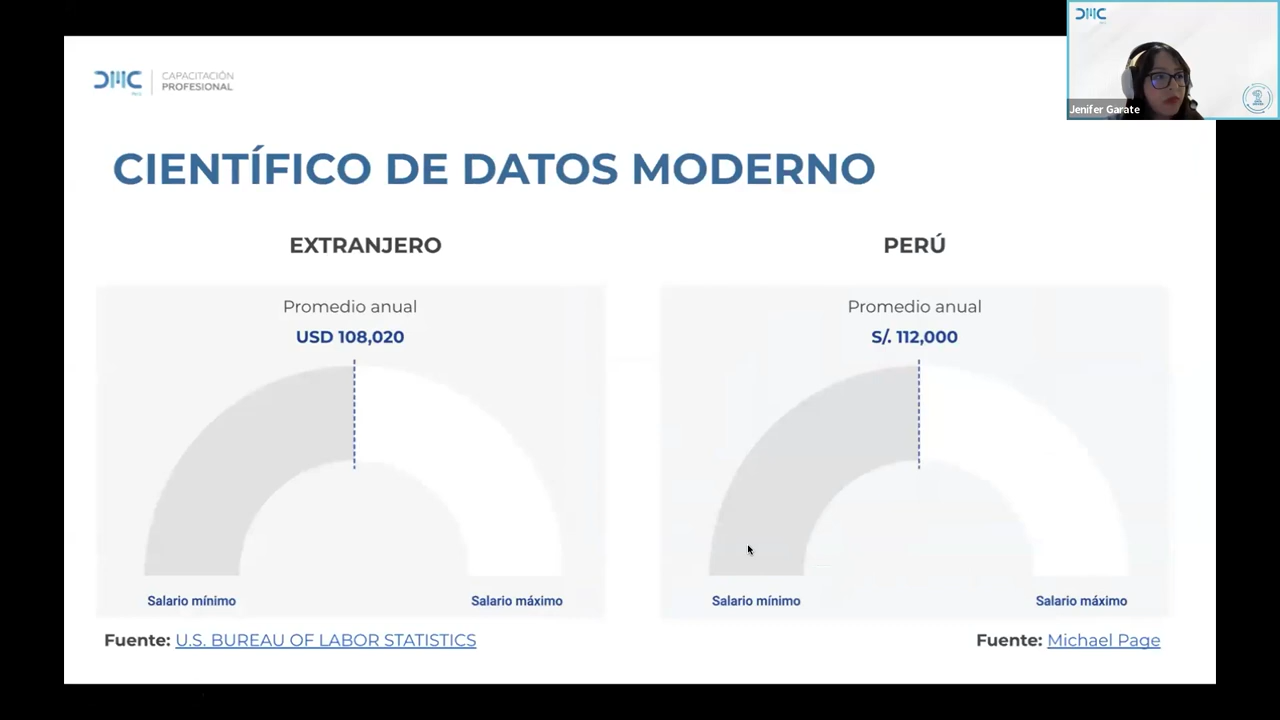 DMC
CAPACITACIÓN
PROFESIONAL
DMC
Jenifer Garate
CIENTÍFICO DE DATOS MODERNO
EXTRANJERO
Promedio anual
USD 108,020
Salario mínimo
Salario máximo
Fuente: U.S. BUREAU OF LABOR STATISTICS
PERÚ
Promedio anual
S/. 112,000
Salario mínimo
Salario máximo
Fuente: Michael Page